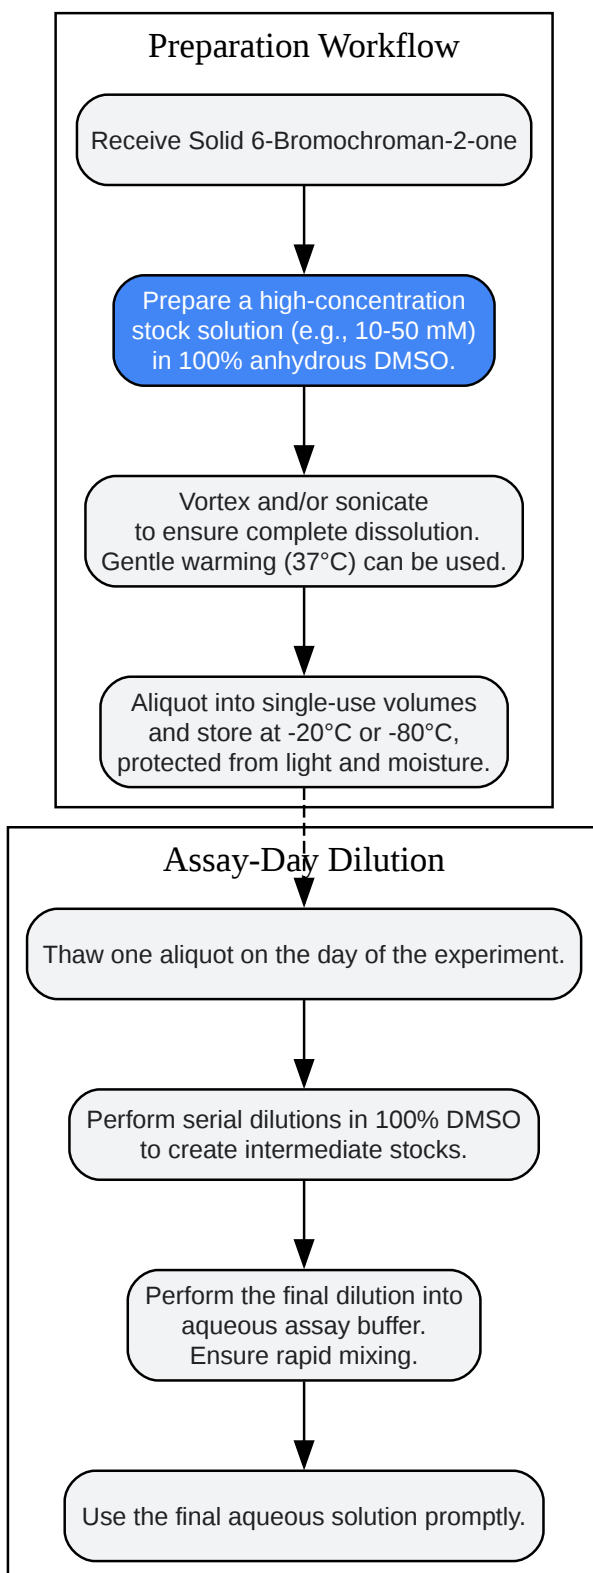 Preparation Workflow
Receive Solid 6-Bromochroman-2-one
Prepare a high-concentration
stock solution (e.g., 10-50 mM)
in 100% anhydrous DMSO.
Vortex and/or sonicate
to ensure complete dissolution.
Gentle warming (37°C) can be used.
Aliquot into single-use volumes
and store at -20°C or -80°C,
protected from light and moisture.
Assay-Day Dilution
Thaw one aliquot on the day of the experiment.
Perform serial dilutions in 100% DMSO
to create intermediate stocks.
Perform the final dilution into
aqueous assay buffer.
Ensure rapid mixing.
Use the final aqueous solution promptly.